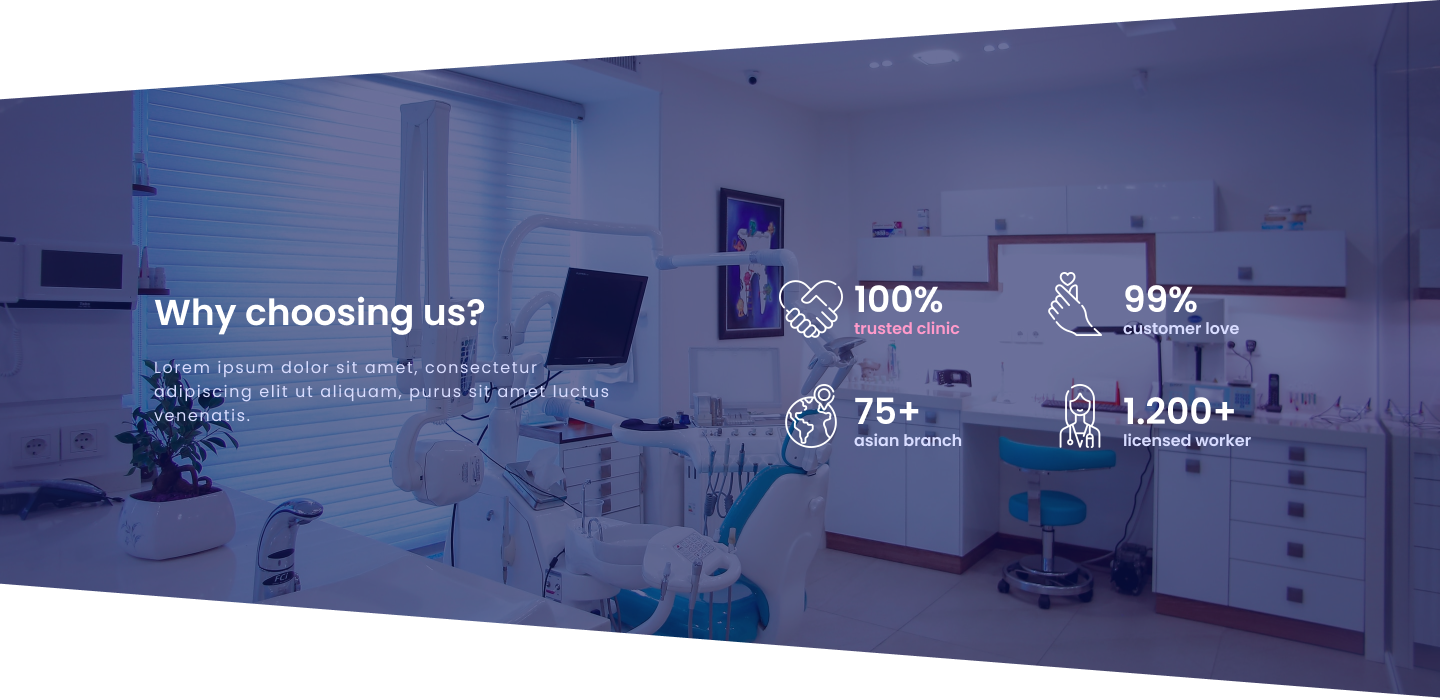 Why choosing us?
Lorem ipsum dolor sit amet, consectetur
adipiscing elit ut aliquam, purus sit amet luctus
venenatis.
100%
trusted clinic
99%
customer love
75+
asian branch
1.200+
licensed worker